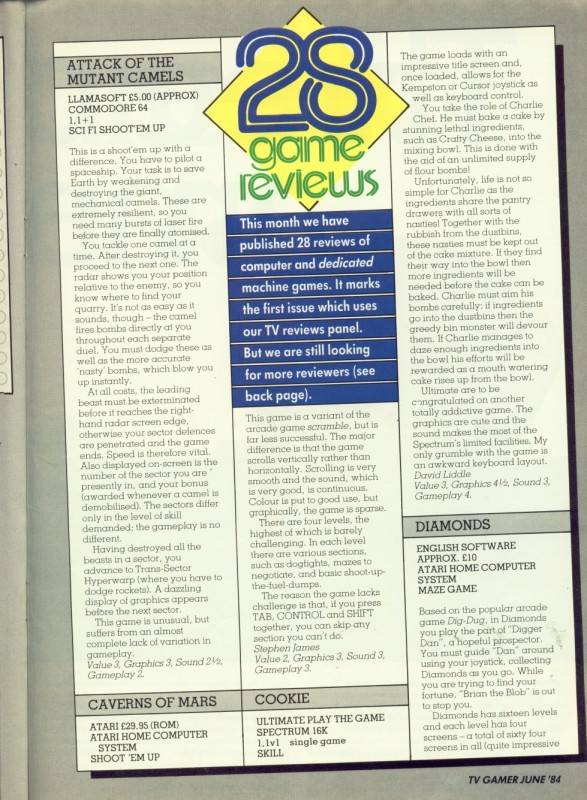 ATTACK OF THE
MUTANT CAMELS
LLAMASOFT £5.00 (APPROX)
COMMODORE 64
1,1+1
SCI FI SHOOT'EM UP
This is a shoot'em up with a
difference. You have to pilot a
spaceship. Your task is to save
Earth by weakening and
destroying the giant,
mechanical camels. These are
extremely resilient, so you
need many bursts of laser fire
before they are finally atomised.
You tackle one camel at a
time. After destroying it, you
proceed to the next one. The
radar shows you your position
relative to the enemy, so you
know where to find your
quarry. It's not as easy as it
sounds, though – the camel
fires bombs directly at you
throughout each separate
duel. You must dodge these as
well as the more accurate
'nasty' bombs, which blow you
up instantly.
At all costs, the leading
beast must be exterminated
before it reaches the right-
hand radar screen edge,
otherwise your sector defences
are penetrated and the game
ends. Speed is therefore vital.
Also displayed on-screen is the
number of the sector you are
presently in, and your bonus
(awarded whenever a camel is
demobilised). The sectors differ
only in the level of skill
demanded; the gameplay is no
different.
Having destroyed all the
beasts in a sector, you
advance to Trans-Sector
Hyperwarp (where you have to
dodge rockets). A dazzling
display of graphics appears
before the next sector.
This game is unusual, but
suffers from an almost
complete lack of variation in
gameplay.
Value 3, Graphics 3, Sound 2½,
Gameplay 2.
CAVERNS OF MARS
ATARI £29.95 (ROM)
ATARI HOME COMPUTER
SYSTEM
SHOOT 'EM UP
28
game
reviews
This month we have
published 28 reviews of
computer and dedicated
machine games. It marks
the first issue which uses
our TV reviews panel.
But we are still looking
for more reviewers (see
back page).
This game is a variant of the
arcade game scramble, but is
far less successful. The major
difference is that the game
scrolls vertically rather than
horizontally. Scrolling is very
smooth and the sound, which
is very good, is continuous.
Colour is put to good use, but
graphically, the game is sparse.
There are four levels, the
highest of which is barely
challenging. In each level
there are various sections,
such as dogfights, mazes to
negotiate, and basic shoot-up-
the-fuel-dumps.
The reason the game lacks
challenge is that, if you press
TAB, CONTROL and SHIFT
together, you can skip any
section you can't do.
Stephen James
Value 2, Graphics 3, Sound 3,
Gameplay 3.
COOKIE
ULTIMATE PLAY THE GAME
SPECTRUM 16K
1,1v1 single game
SKILL
The game loads with an
impressive title screen and,
once loaded, allows for the
Kempston or Cursor joystick as
well as keyboard control.
You take the role of Charlie
Chef. He must bake a cake by
stunning lethal ingredients,
such as Crafty Cheese, into the
mixing bowl. This is done with
the aid of an unlimited supply
of flour bombs!
Unfortunately, life is not so
simple for Charlie as the
ingredients share the pantry
drawers with all sorts of
nasties! Together with the
rubbish from the dustbins,
these nasties must be kept out
of the cake mixture. If they find
their way into the bowl then
more ingredients will be
needed before the cake can be
baked. Charlie must aim his
bombs carefully; if ingredients
go into the dustbins then the
greedy bin monster will devour
them. If Charlie manages to
daze enough ingredients into
the bowl his efforts will be
rewarded as a mouth watering
cake rises up from the bowl.
Ultimate are to be
congratulated on another
totally addictive game. The
graphics are cute and the
sound makes the most of the
Spectrum's limited facilities. My
only grumble with the game is
an awkward keyboard layout.
David Liddle
Value 3, Graphics 4½, Sound 3,
Gameplay 4.
DIAMONDS
ENGLISH SOFTWARE
APPROX. £10
ATARI HOME COMPUTER
SYSTEM
MAZE GAME
Based on the popular arcade
game Dig-Dug, in Diamonds
you play the part of "Digger
Dan", a hopeful prospector.
You must guide "Dan" around
using your joystick, collecting
Diamonds as you go. While
you are trying to find your
fortune, "Brian the Blob" is out
to stop you.
Diamonds has sixteen levels
and each level has four
screens – a total of sixty four
screens in all (quite impressive
TV GAMER JUNE '84